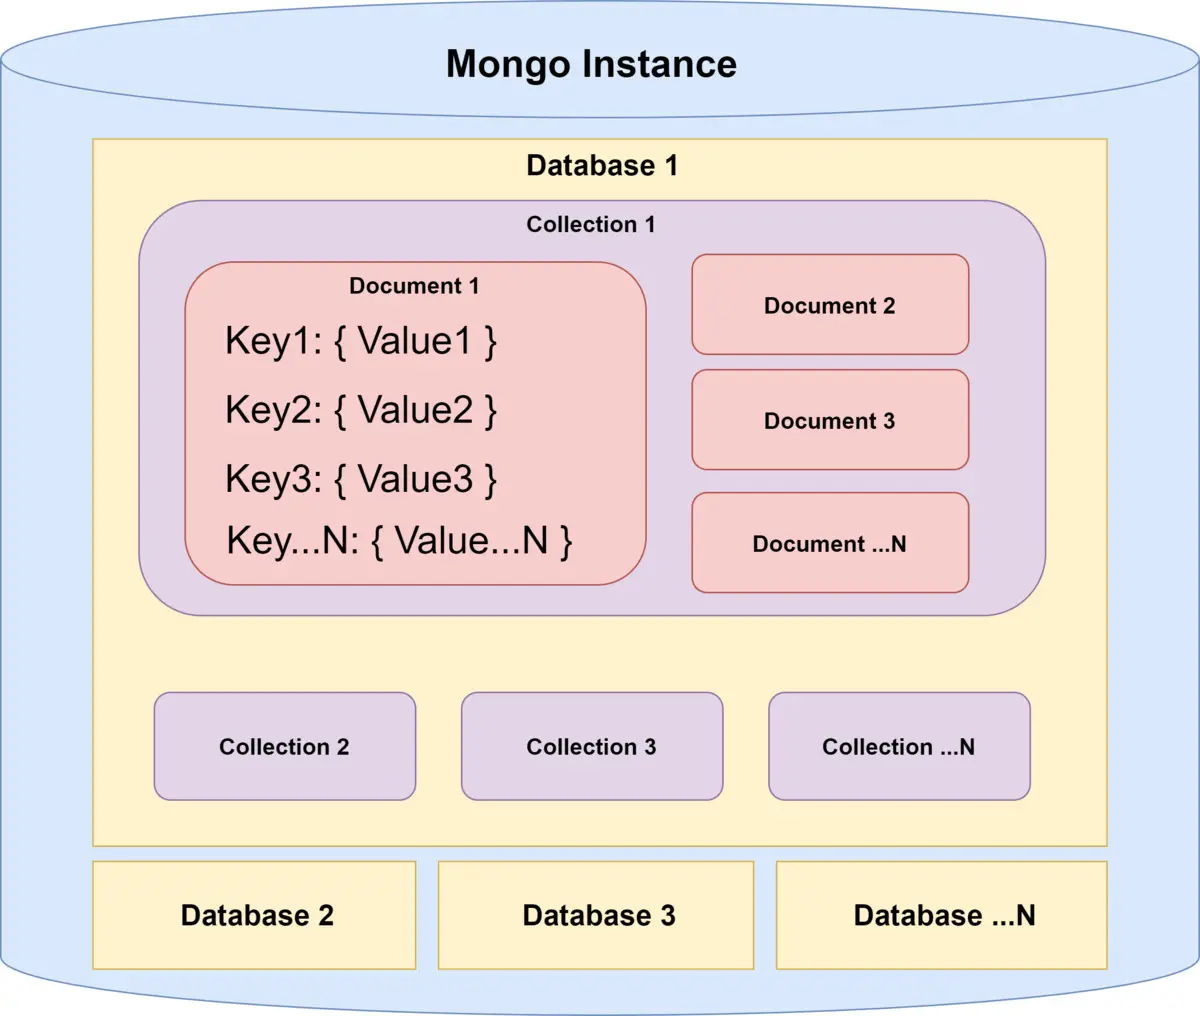 Mongo Instance
Database 1
Collection 1
Document 1
Key1: { Value1 }
Key2: { Value2 }
Key3: { Value3 }
Key...N: { Value...N }
Document 2
Document 3
Document ...N
Collection 2
Collection 3
Collection ...N
Database 2
Database 3
Database ...N